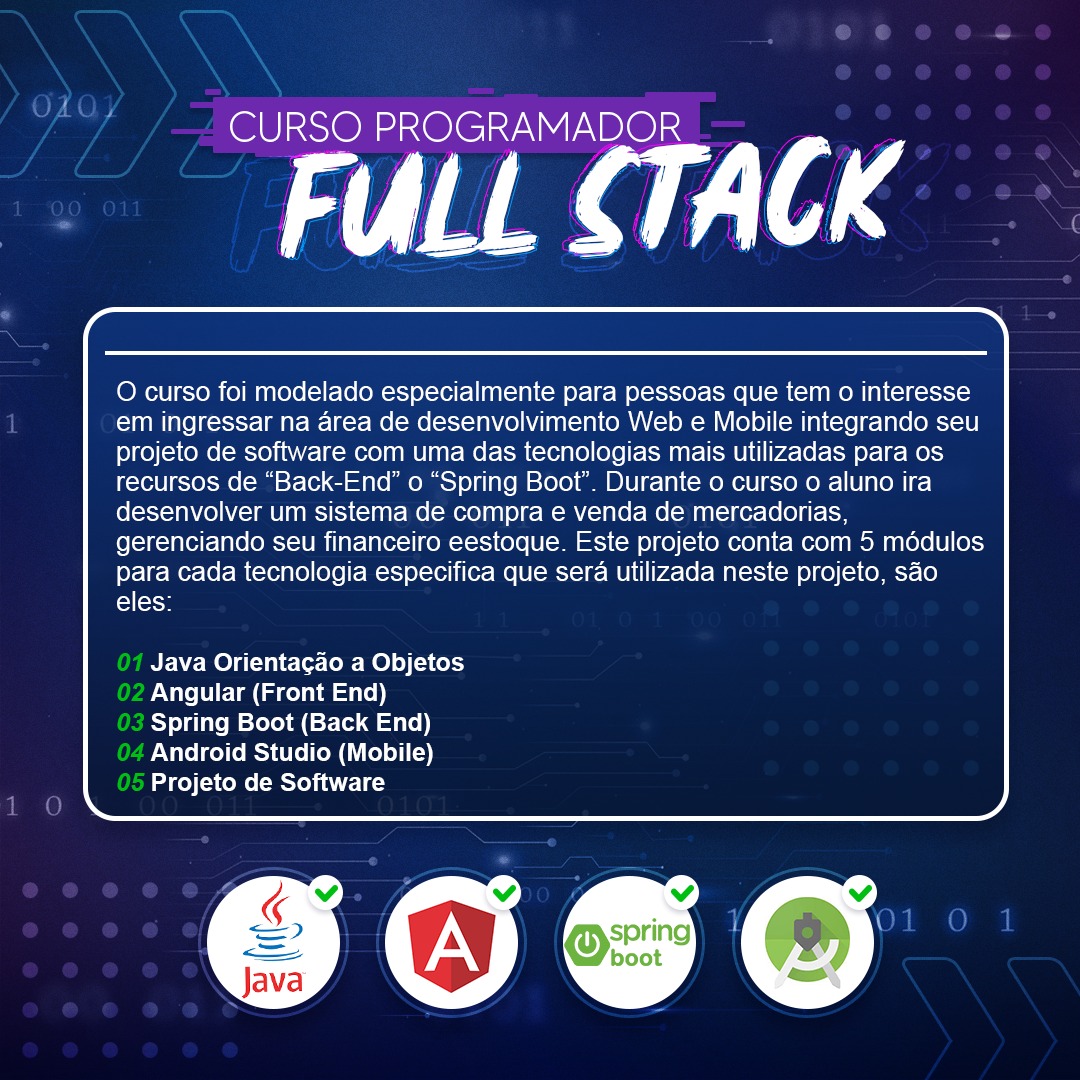 CURSO PROGRAMADOR
FULL STACK
O curso foi modelado especialmente para pessoas que tem o interesse
em ingressar na área de desenvolvimento Web e Mobile integrando seu
projeto de software com uma das tecnologias mais utilizadas para os
recursos de “Back-End” o “Spring Boot”. Durante o curso o aluno ira
desenvolver um sistema de compra e venda de mercadorias,
gerenciando seu financeiro eestoque. Este projeto conta com 5 módulos
para cada tecnologia especifica que será utilizada neste projeto, são
eles:
01 Java Orientação a Objetos
02 Angular (Front End)
03 Spring Boot (Back End)
04 Android Studio (Mobile)
05 Projeto de Software
Java
A
spring
boot